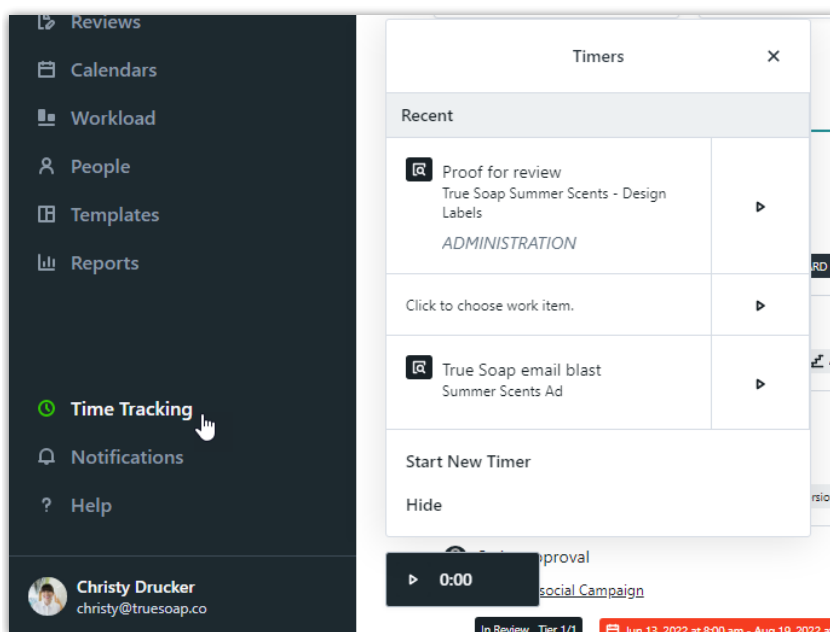 Reviews
Calendars
Workload
People
Templates
Reports
Time Tracking
Notifications
? Help
Christy Drucker
christy@truesoap.co
Timers
Recent
Proof for review
True Soap Summer Scents - Design
Labels
ADMINISTRATION
Click to choose work item.
True Soap email blast
Summer Scents Ad
Start New Timer
Hide
0:00
social Campaign
In Review Tier 1/1
Jun 13, 2022 at 8:00 am - Aug 19, 2022